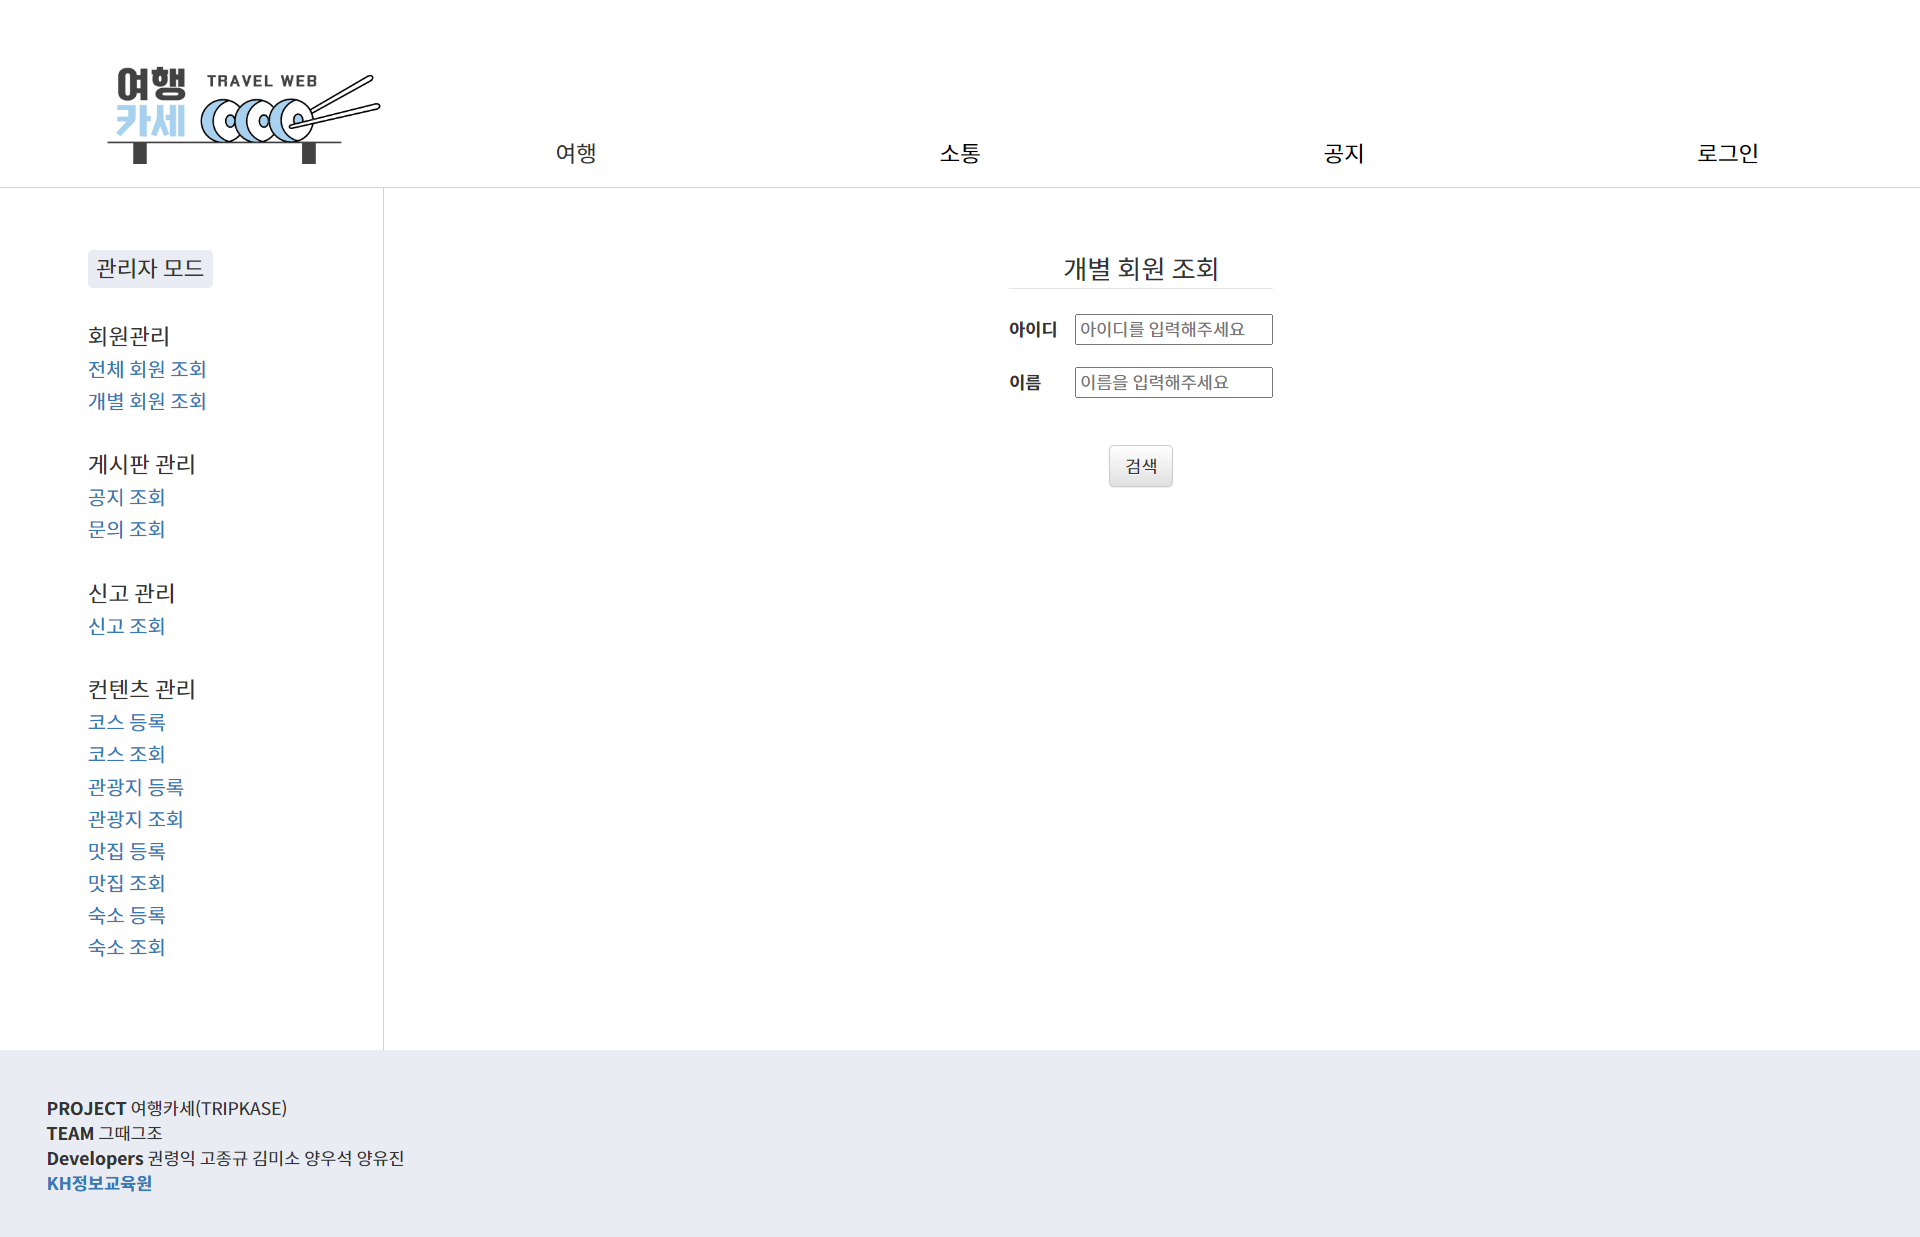 여행
카세
TRAVEL WEB
여행
소통
공지
로그인
관리자 모드
회원관리
전체 회원 조회
개별 회원 조회
게시판 관리
공지 조회
문의 조회
신고 관리
신고 조회
컨텐츠 관리
코스 등록
코스 조회
관광지 등록
관광지 조회
맛집 등록
맛집 조회
숙소 등록
숙소 조회
개별 회원 조회
아이디 아이디를 입력해주세요
이름 이름을 입력해주세요
검색
PROJECT 여행카세(TRIPKASE)
TEAM 그때그조
Developers 권령익 고종규 김미소 양우석 양유진
KH정보교육원